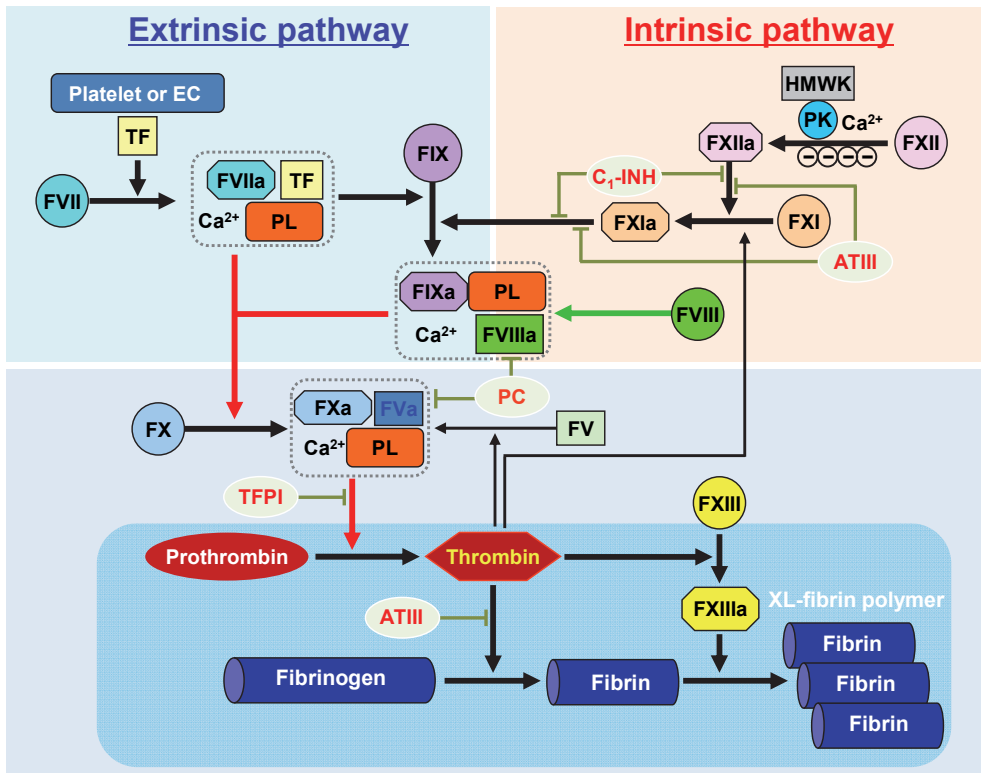 Extrinsic pathway
Intrinsic pathway
Platelet or EC
TF
FVII
FVIIa
TF
Ca²⁺
PL
FIX
HMWK
PK
Ca²⁺
FXIIa
FXII
− − − −
C₁-INH
FXIa
FXI
ATIII
FIXa
PL
Ca²⁺
FVIIIa
FVIII
PC
FX
FXa
FVa
Ca²⁺
PL
FV
TFPI
FXIII
Prothrombin
Thrombin
ATIII
FXIIIa
XL-fibrin polymer
Fibrinogen
Fibrin
Fibrin
Fibrin
Fibrin